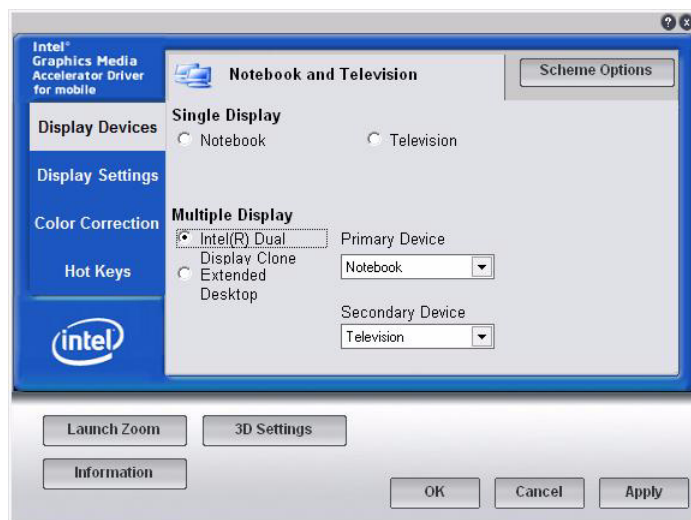 Intel®
Graphics Media
Accelerator Driver
for mobile
Notebook and Television
Scheme Options
Display Devices
Display Settings
Color Correction
Hot Keys
intel
Single Display
Notebook
Television
Multiple Display
Intel(R) Dual
Display Clone
Extended
Desktop
Primary Device
Notebook
Secondary Device
Television
Launch Zoom
3D Settings
Information
OK
Cancel
Apply